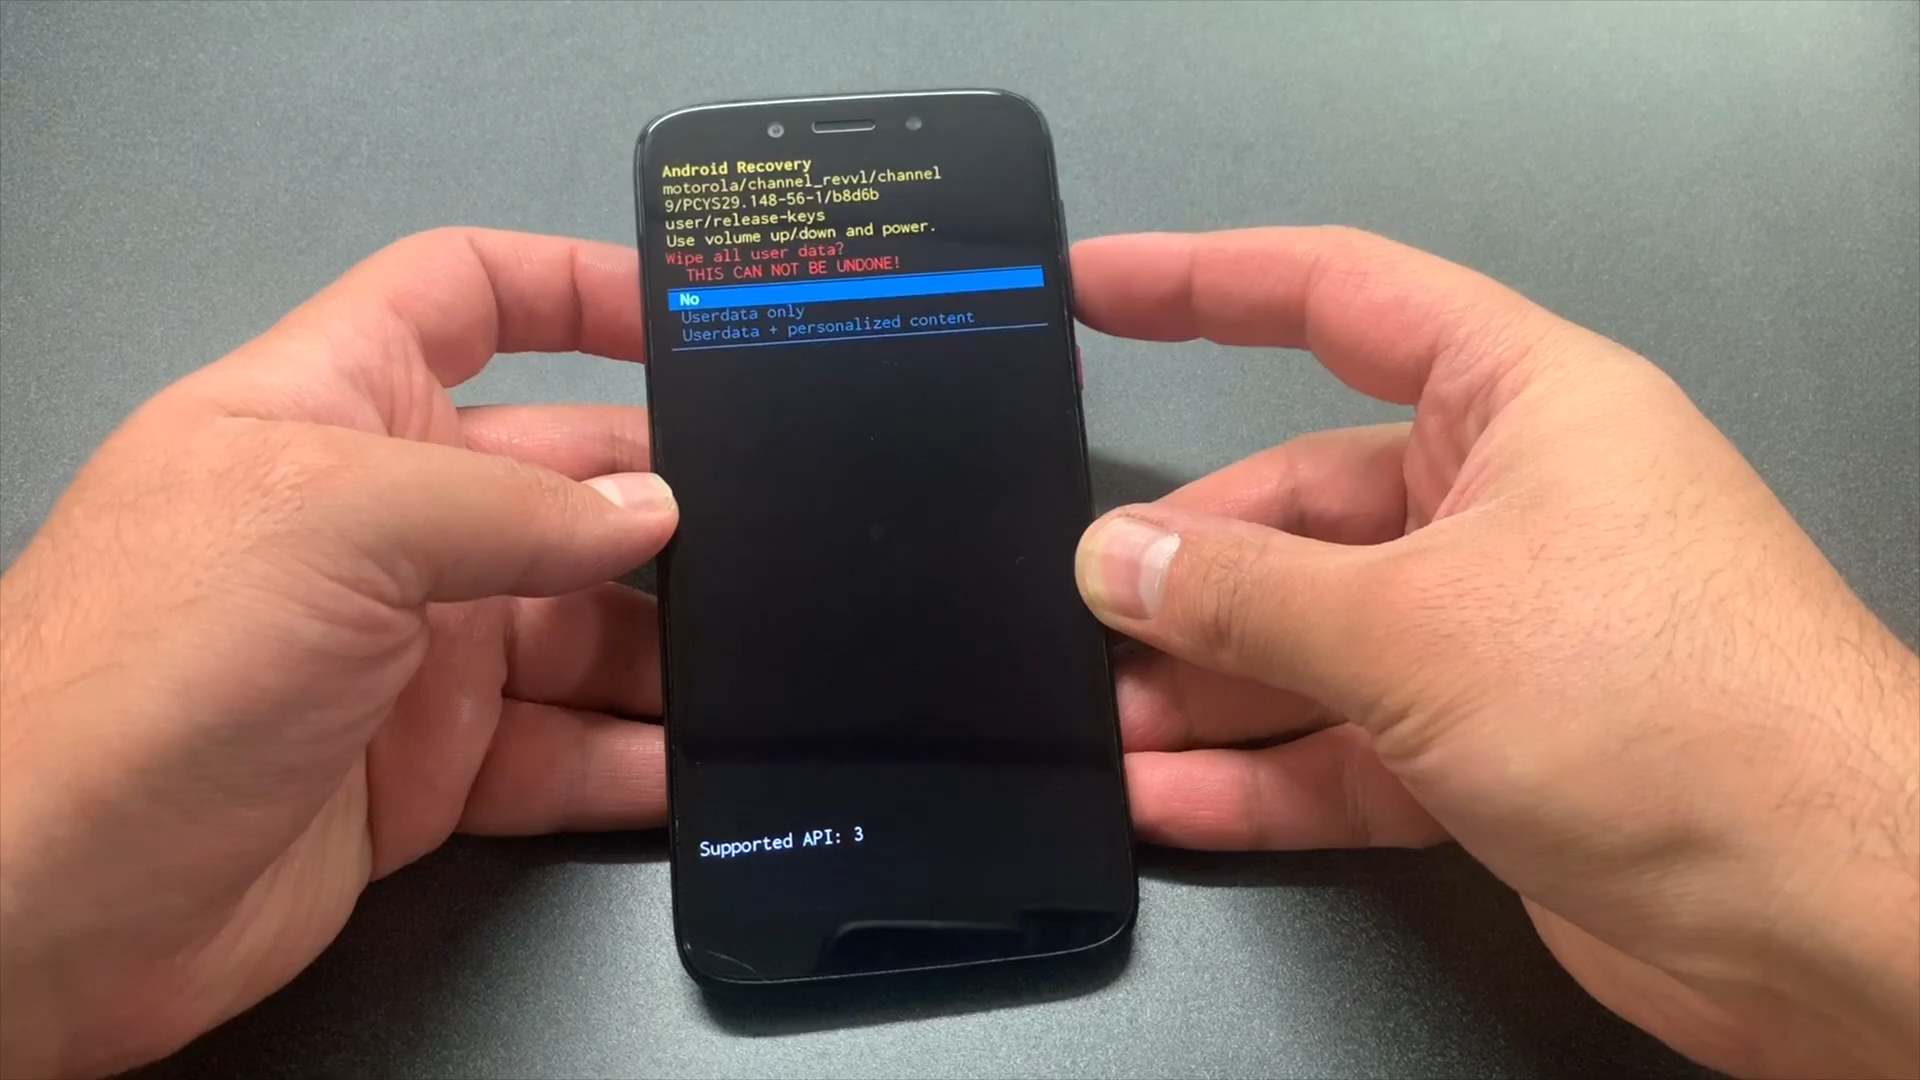 Android Recovery
motorola/channel_revvl/channel
9/PCYS29.148-56-1/b8d6b
user/release-keys
Use volume up/down and power.
Wipe all user data?
THIS CAN NOT BE UNDONE!
No
Userdata only
Userdata + personalized content
Supported API: 3